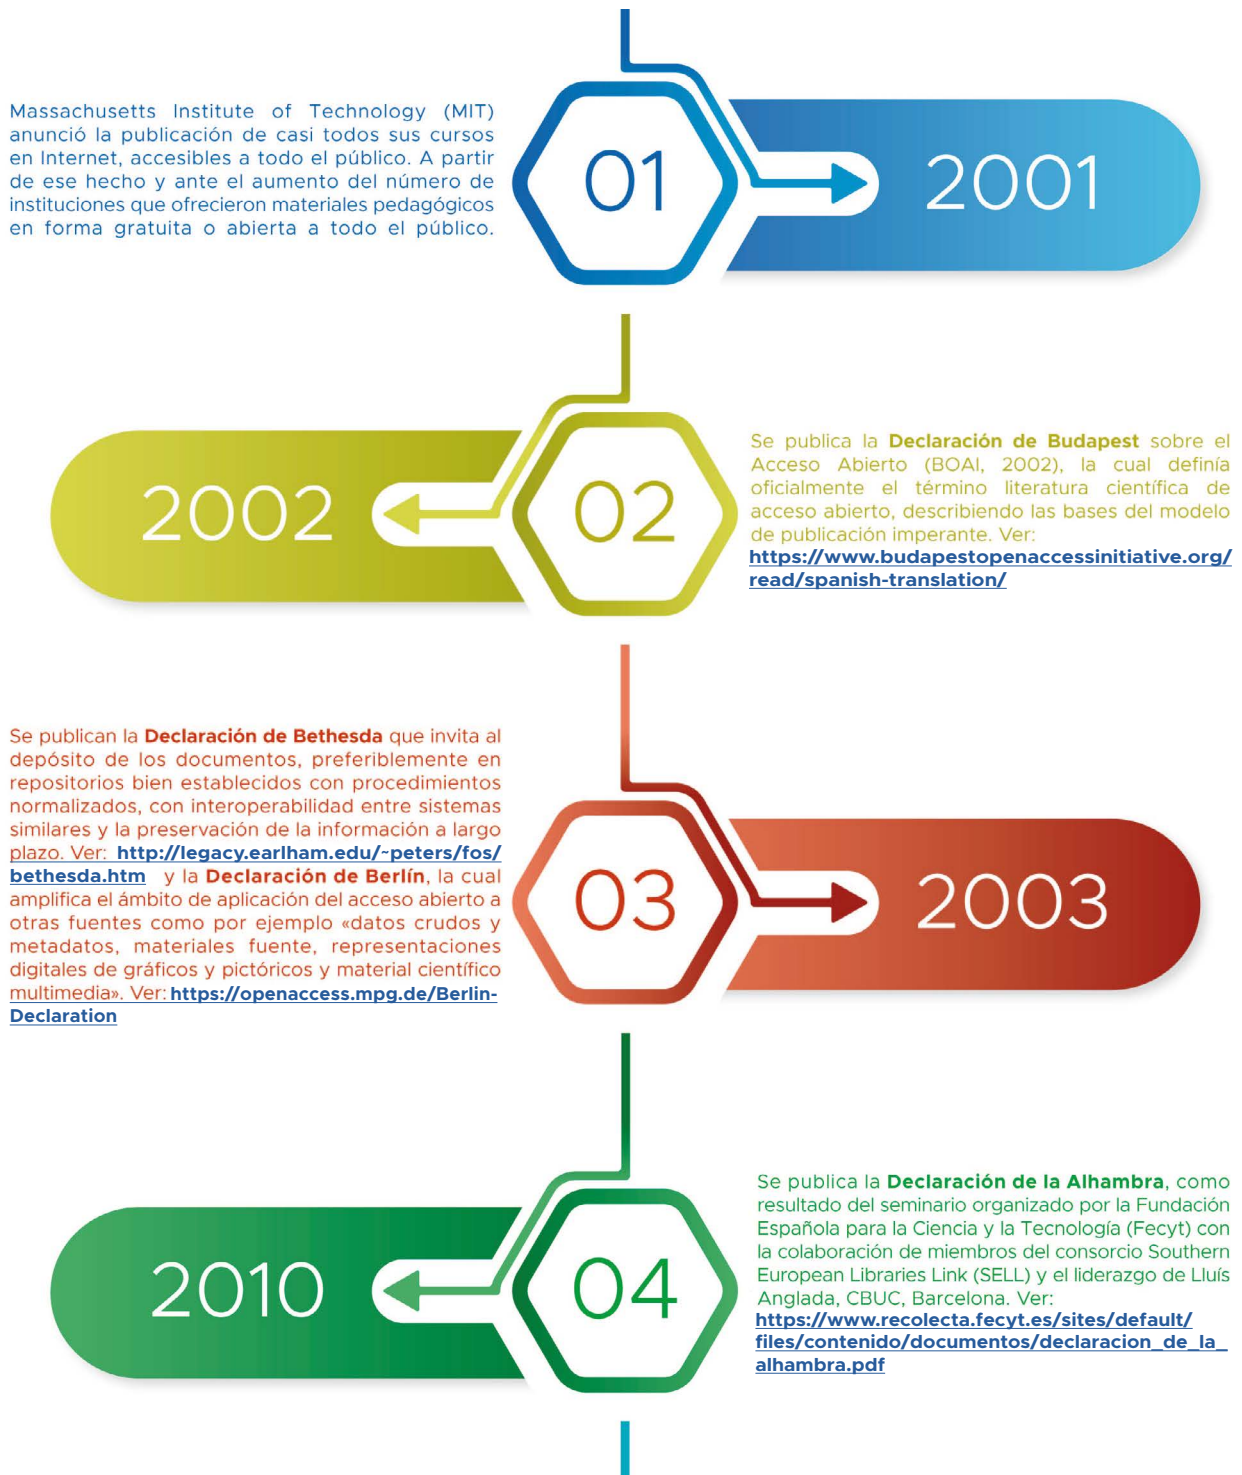 Massachusetts Institute of Technology (MIT)
anunció la publicación de casi todos sus cursos
en Internet, accesibles a todo el público. A partir
de ese hecho y ante el aumento del número de
instituciones que ofrecieron materiales pedagógicos
en forma gratuita o abierta a todo el público.
01
2001
2002
02
Se publica la Declaración de Budapest sobre el
Acceso Abierto (BOAI, 2002), la cual definía
oficialmente el término literatura científica de
acceso abierto, describiendo las bases del modelo
de publicación imperante. Ver:
https://www.budapestopenaccessinitiative.org/
read/spanish-translation/
Se publican la Declaración de Bethesda que invita al
depósito de los documentos, preferiblemente en
repositorios bien establecidos con procedimientos
normalizados, con interoperabilidad entre sistemas
similares y la preservación de la información a largo
plazo. Ver: http://legacy.earlham.edu/~peters/fos/
bethesda.htm y la Declaración de Berlín, la cual
amplifica el ámbito de aplicación del acceso abierto a
otras fuentes como por ejemplo «datos crudos y
metadatos, materiales fuente, representaciones
digitales de gráficos y pictóricos y material científico
multimedia». Ver: https://openaccess.mpg.de/Berlin-
Declaration
03
2003
2010
04
Se publica la Declaración de la Alhambra, como
resultado del seminario organizado por la Fundación
Española para la Ciencia y la Tecnología (Fecyt) con
la colaboración de miembros del consorcio Southern
European Libraries Link (SELL) y el liderazgo de Lluís
Anglada, CBUC, Barcelona. Ver:
https://www.recolecta.fecyt.es/sites/default/
files/contenido/documentos/declaracion_de_la_
alhambra.pdf